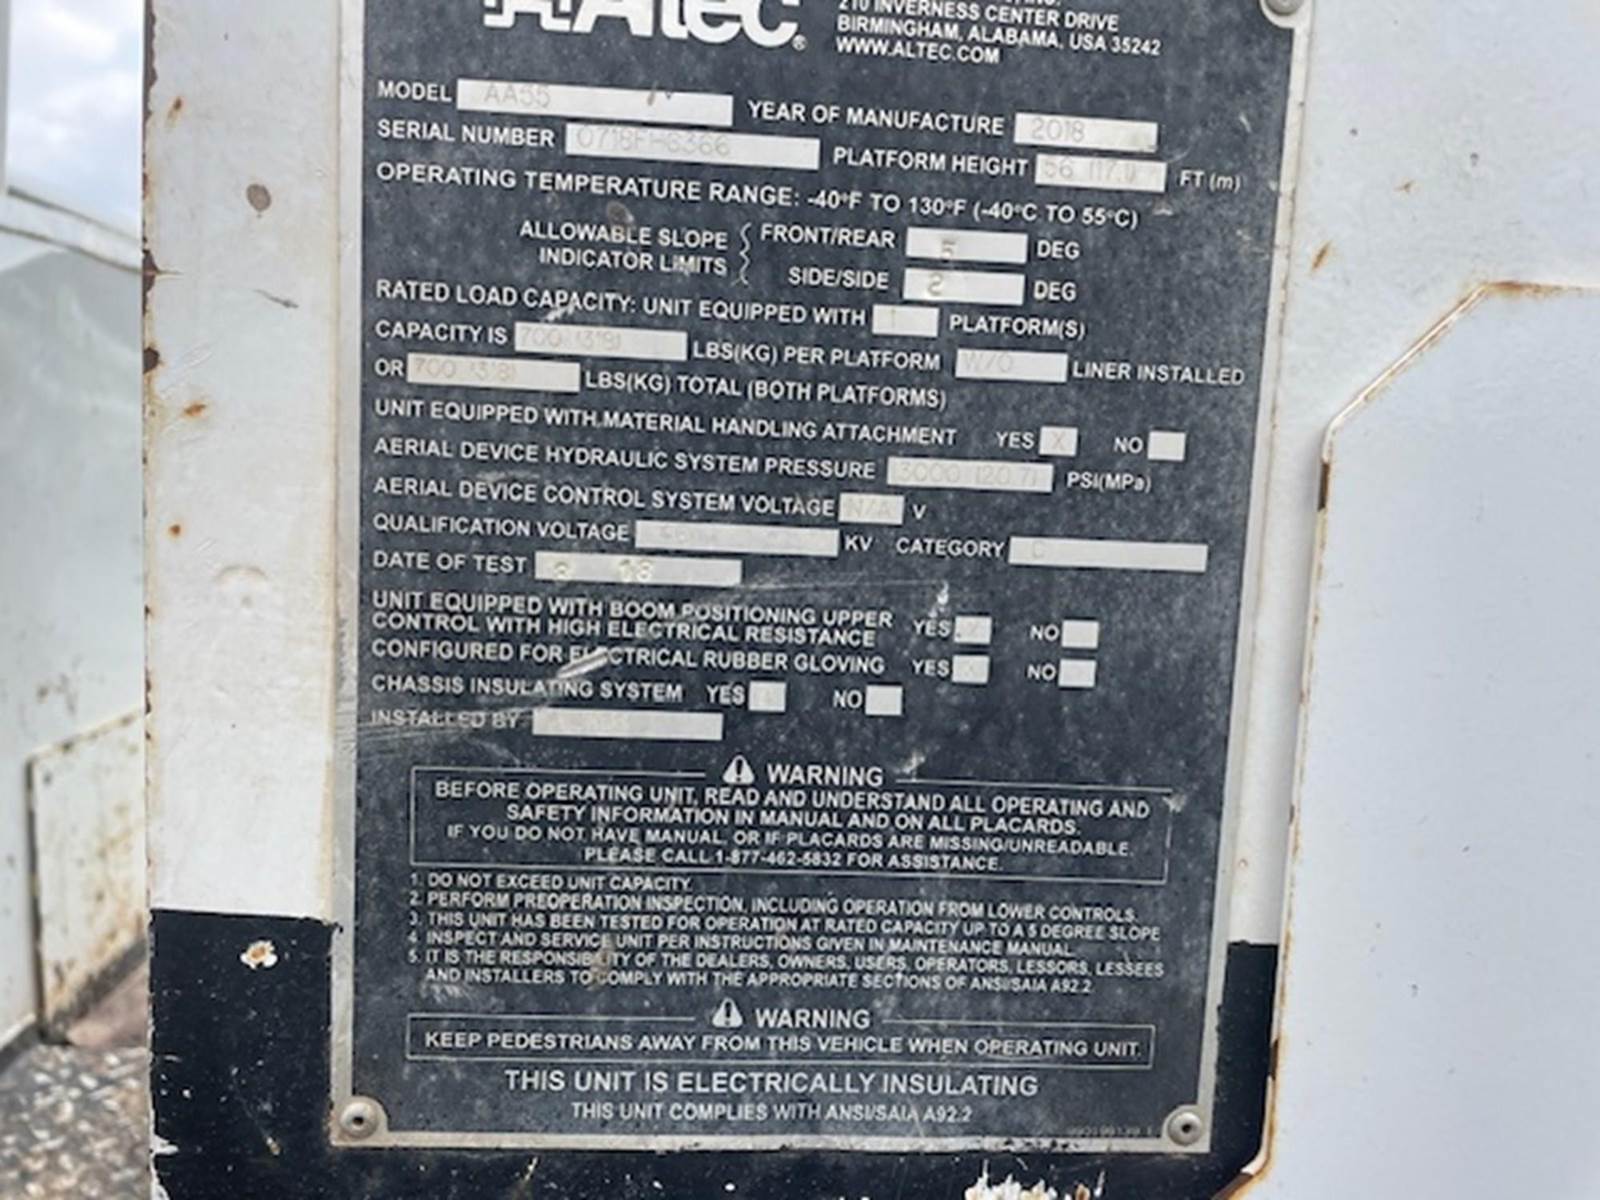 Altec
210 INVERNESS CENTER DRIVE
BIRMINGHAM, ALABAMA, USA 35242
WWW.ALTEC.COM
MODEL AA55 YEAR OF MANUFACTURE 2018
SERIAL NUMBER 0718FH6366 PLATFORM HEIGHT 56 (17.1) FT (m)
OPERATING TEMPERATURE RANGE: -40°F TO 130°F (-40°C TO 55°C)
ALLOWABLE SLOPE INDICATOR LIMITS { FRONT/REAR 5 DEG
SIDE/SIDE 2 DEG
RATED LOAD CAPACITY: UNIT EQUIPPED WITH 1 PLATFORM(S)
CAPACITY IS 700 (318) LBS(KG) PER PLATFORM W/O LINER INSTALLED
OR 700 (318) LBS(KG) TOTAL (BOTH PLATFORMS)
UNIT EQUIPPED WITH MATERIAL HANDLING ATTACHMENT YES X NO
AERIAL DEVICE HYDRAULIC SYSTEM PRESSURE 3000 (20.7) PSI(MPa)
AERIAL DEVICE CONTROL SYSTEM VOLTAGE N/A V
QUALIFICATION VOLTAGE KV CATEGORY C
DATE OF TEST 8 18
UNIT EQUIPPED WITH BOOM POSITIONING UPPER
CONTROL WITH HIGH ELECTRICAL RESISTANCE YES X NO
CONFIGURED FOR ELECTRICAL RUBBER GLOVING YES NO
CHASSIS INSULATING SYSTEM YES NO
INSTALLED BY
WARNING
BEFORE OPERATING UNIT, READ AND UNDERSTAND ALL OPERATING AND
SAFETY INFORMATION IN MANUAL AND ON ALL PLACARDS.
IF YOU DO NOT HAVE MANUAL, OR IF PLACARDS ARE MISSING/UNREADABLE,
PLEASE CALL 1-877-462-5832 FOR ASSISTANCE.
1. DO NOT EXCEED UNIT CAPACITY.
2. PERFORM PREOPERATION INSPECTION, INCLUDING OPERATION FROM LOWER CONTROLS.
3. THIS UNIT HAS BEEN TESTED FOR OPERATION AT RATED CAPACITY UP TO A 5 DEGREE SLOPE
4. INSPECT AND SERVICE UNIT PER INSTRUCTIONS GIVEN IN MAINTENANCE MANUAL.
5. IT IS THE RESPONSIBILITY OF THE DEALERS, OWNERS, USERS, OPERATORS, LESSORS, LESSEES
AND INSTALLERS TO COMPLY WITH THE APPROPRIATE SECTIONS OF ANSI/SAIA A92.2
WARNING
KEEP PEDESTRIANS AWAY FROM THIS VEHICLE WHEN OPERATING UNIT.
THIS UNIT IS ELECTRICALLY INSULATING
THIS UNIT COMPLIES WITH ANSI/SAIA A92.2